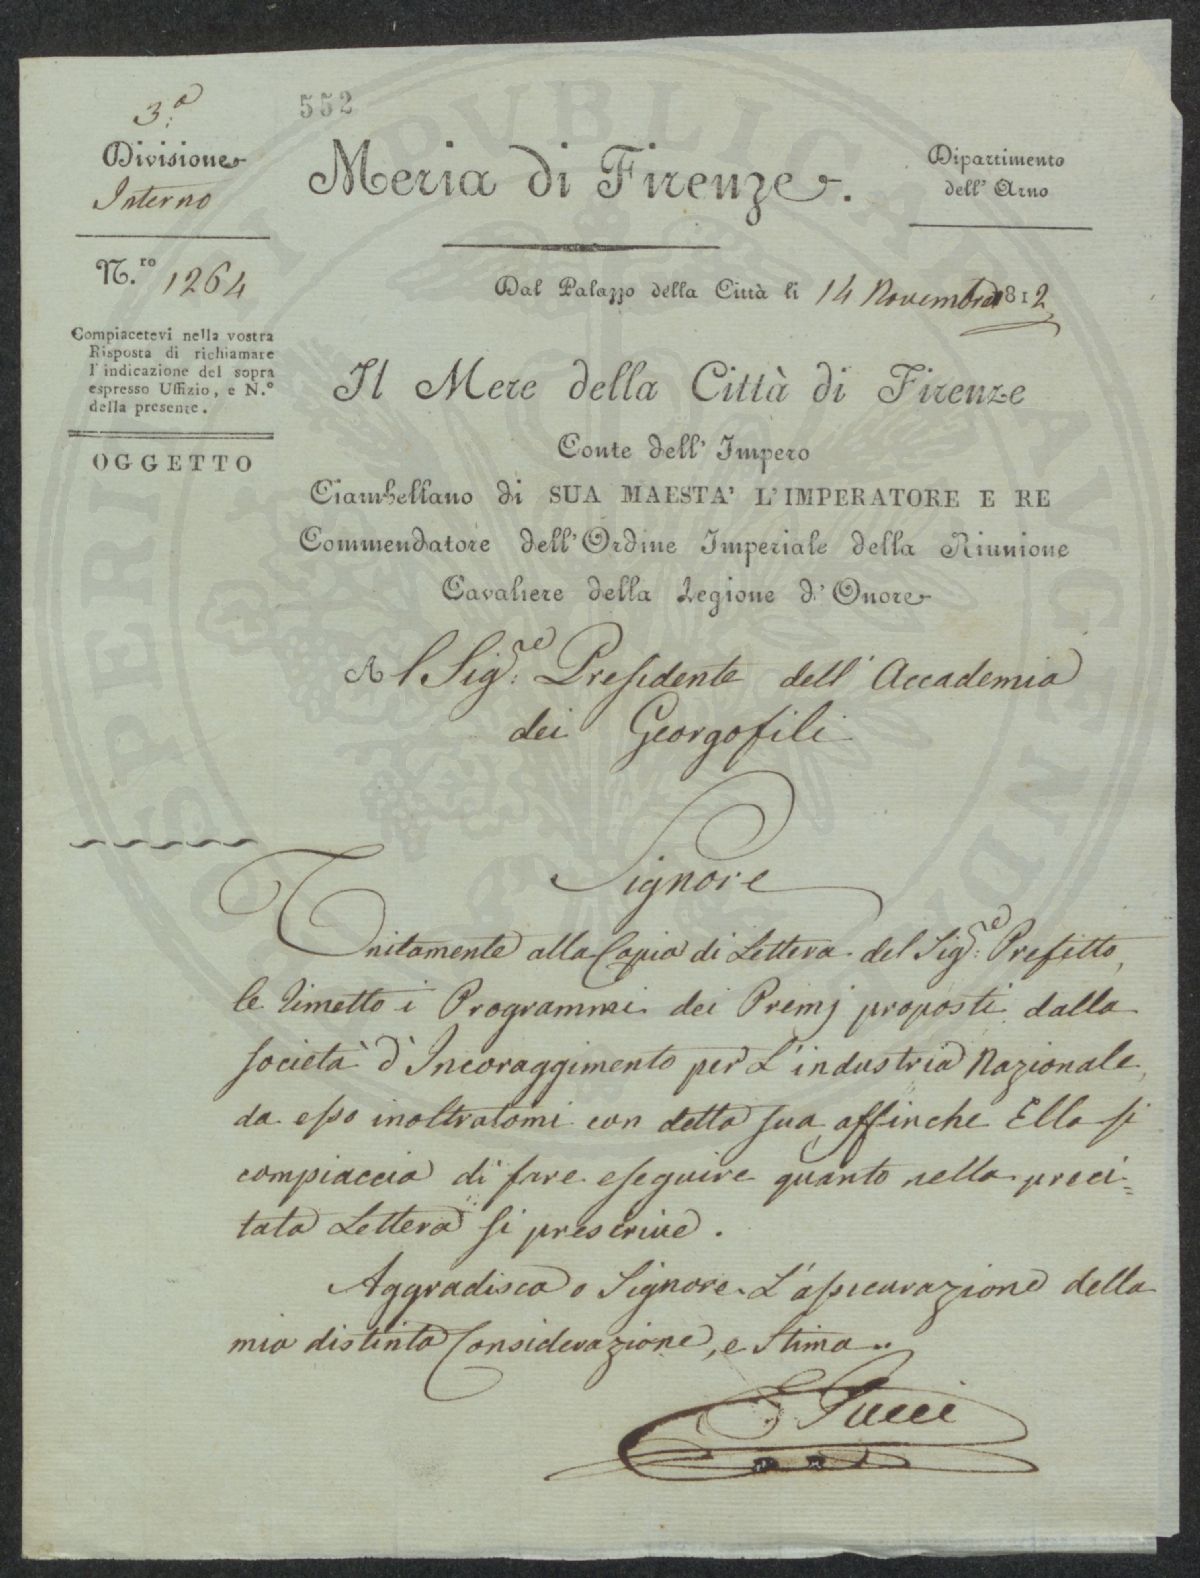 552
3.a
Divisione
Interno
Meria di Firenze.
Dipartimento
dell' Arno
N.ro 1264
Dal Palazzo della Città li 14 Novembre 1812
Compiacetevi nella vostra
Risposta di richiamare
l'indicazione del sopra
espresso Uffizio, e N.o
della presente.
OGGETTO
Il Mere della Città di Firenze
Conte dell' Impero
Ciambellano di SUA MAESTA' L'IMPERATORE E RE
Commendatore dell'Ordine Imperiale della Riunione
Cavaliere della Legione d'Onore
Al Sig:re Presidente dell' Accademia
dei Georgofili
Signore
Unitamente alla Copia di Lettera del Sig:re Prefetto,
le rimetto i Programmi dei Premj proposti dalla
società d'Incoraggimento per L'industria Nazionale,
da esso inoltratomi con detta sua, affinche Ella si
compiaccia di fare eseguire quanto nella preci=
tata Lettera si prescrive.
Aggradisca o Signore L'assicurazione della
mia distinta Considerazione, e Stima..
Pucci
PUBLICAE